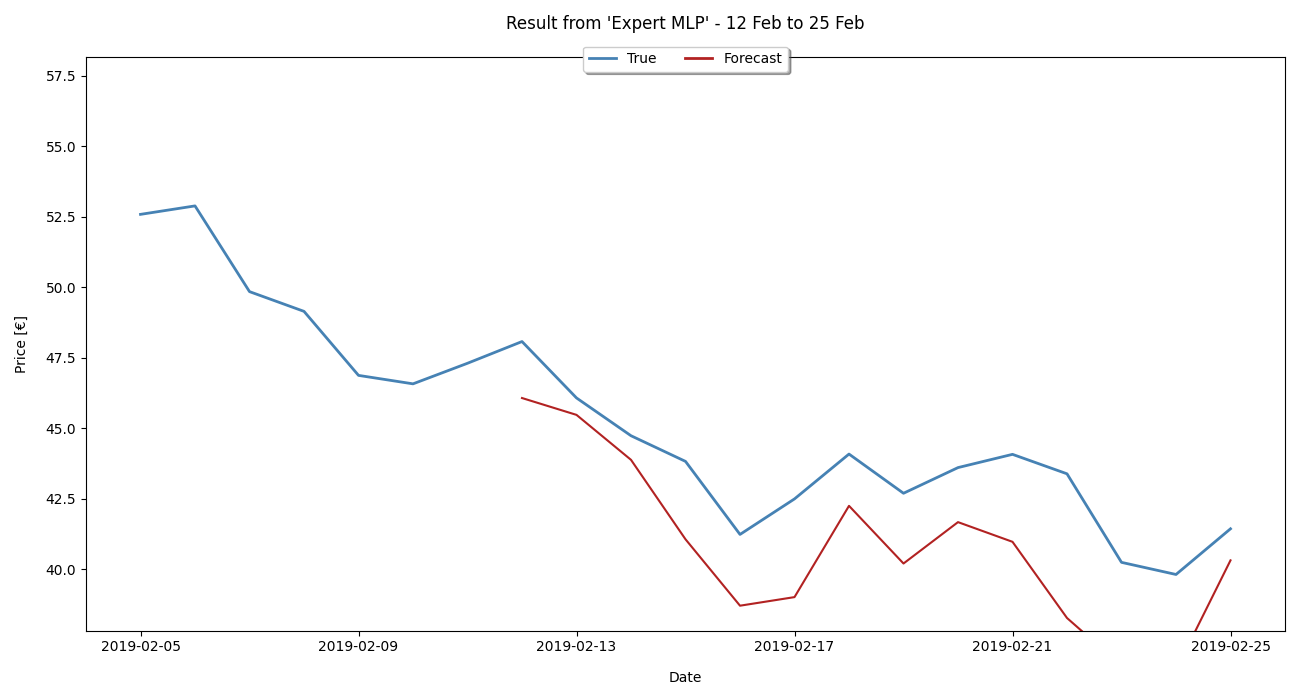 Result from 'Expert MLP' - 12 Feb to 25 Feb
True Forecast
57.5
55.0
52.5
50.0
47.5
45.0
42.5
40.0
Price [€]
2019-02-05 2019-02-09 2019-02-13 2019-02-17 2019-02-21 2019-02-25
Date